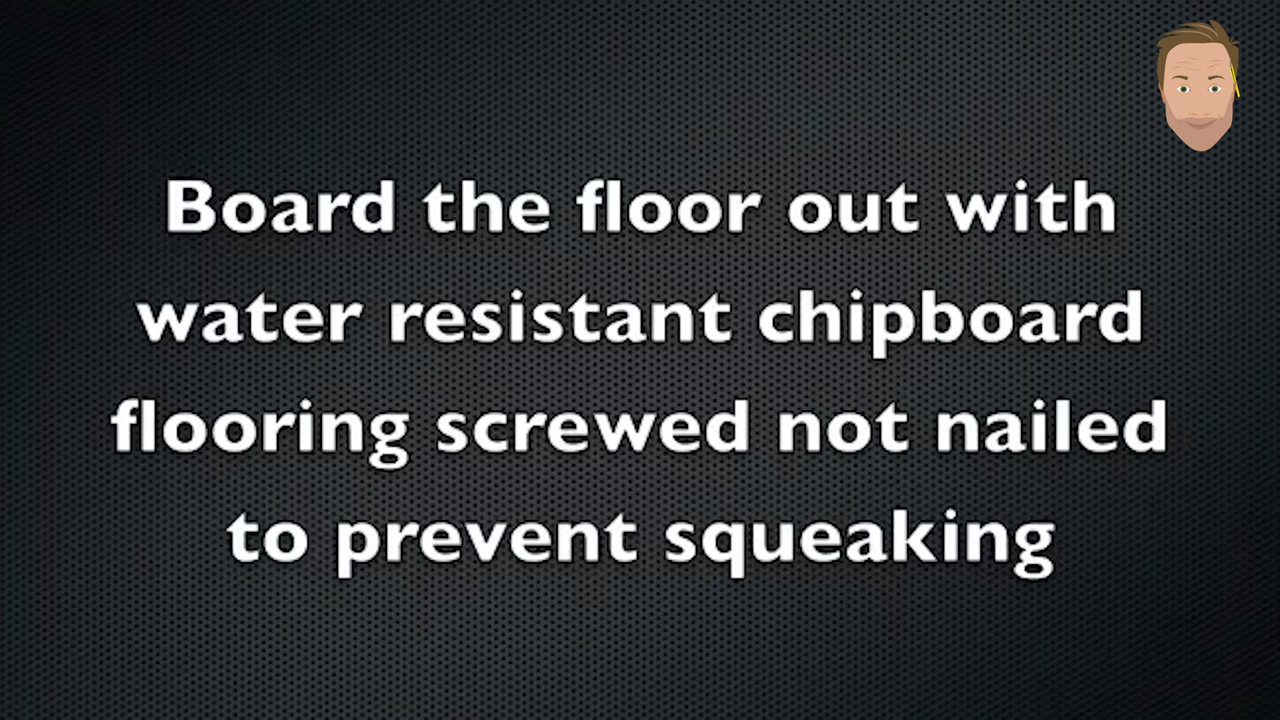 Board the floor out with
water resistant chipboard
flooring screwed not nailed
to prevent squeaking